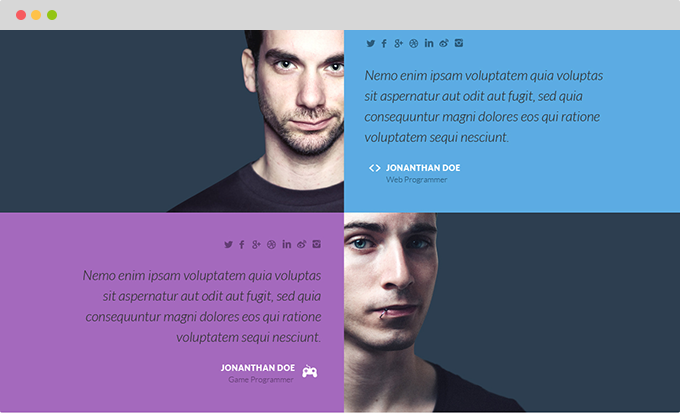 Nemo enim ipsam voluptatem quia voluptas
sit aspernatur aut odit aut fugit, sed quia
consequuntur magni dolores eos qui ratione
voluptatem sequi nesciunt.
JONANTHAN DOE
Web Programmer
Nemo enim ipsam voluptatem quia voluptas
sit aspernatur aut odit aut fugit, sed quia
consequuntur magni dolores eos qui ratione
voluptatem sequi nesciunt.
JONANTHAN DOE
Game Programmer